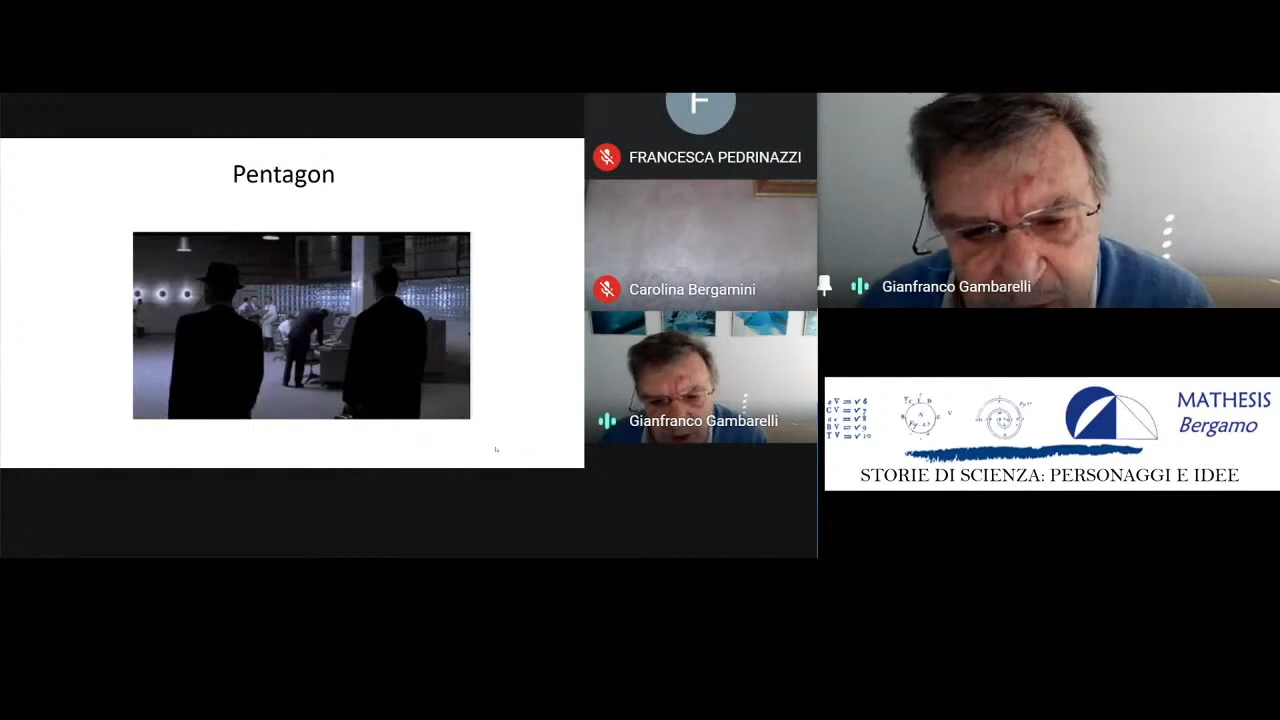 Pentagon
F
FRANCESCA PEDRINAZZI
Carolina Bergamini
Gianfranco Gambarelli
Gianfranco Gambarelli
MATHESIS
Bergamo
STORIE DI SCIENZA: PERSONAGGI E IDEE